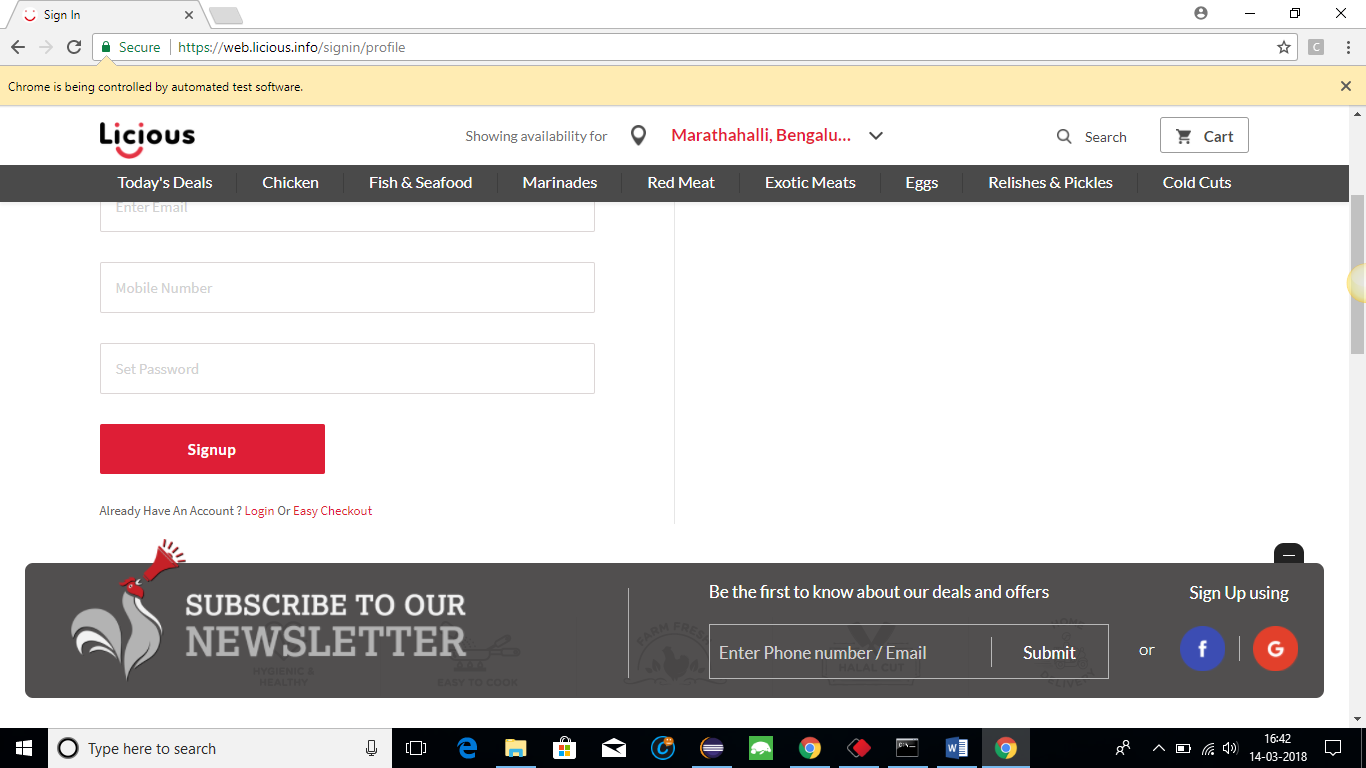 Sign In
Secure
https://web.licious.info/signin/profile
C
Chrome is being controlled by automated test software.
Licious
Showing availability for
Marathahalli, Bengalu...
Search
Cart
Today's Deals
Chicken
Fish & Seafood
Marinades
Red Meat
Exotic Meats
Eggs
Relishes & Pickles
Cold Cuts
Enter Email
Mobile Number
Set Password
Signup
Already Have An Account ? Login Or Easy Checkout
SUBSCRIBE TO OUR
NEWSLETTER
Be the first to know about our deals and offers
Enter Phone number / Email
Submit
or
Sign Up using
f
G
HYGIENIC &
HEALTHY
EASY TO COOK
FARM FRESH
HALAL CUT
HOME
DELIVERY
Type here to search
16:42
14-03-2018